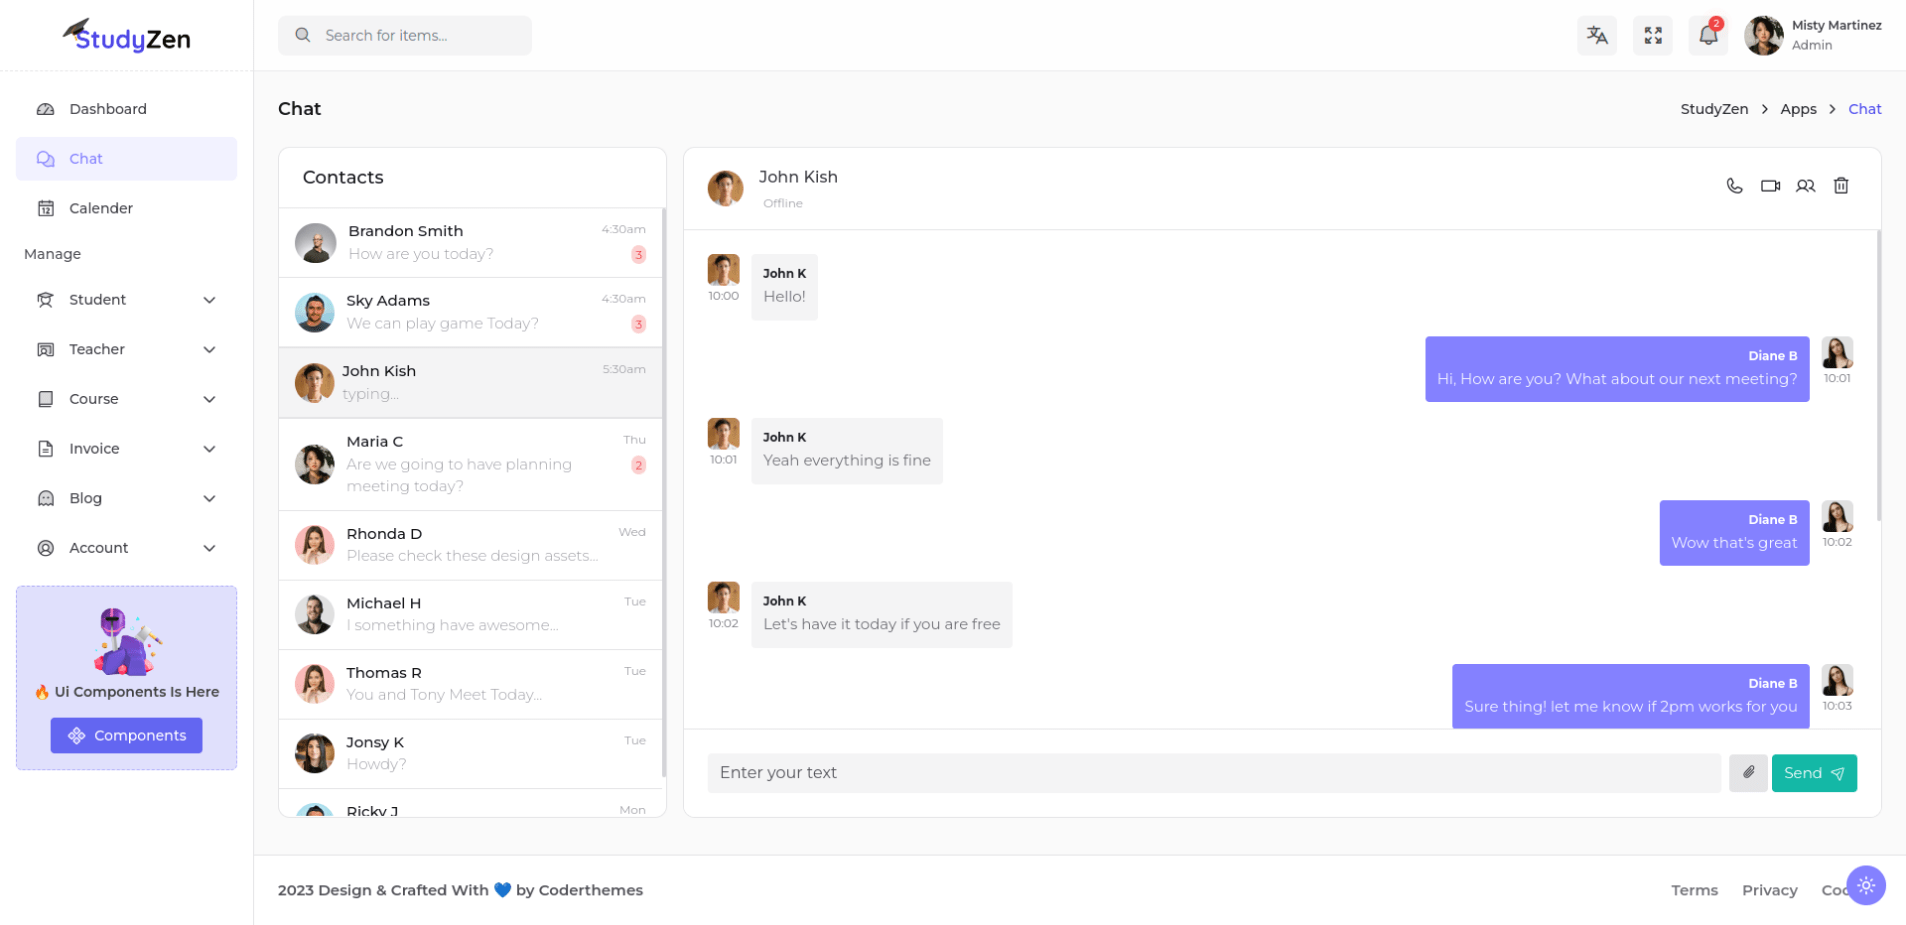 StudyZen
Search for items...
2
Misty Martinez
Admin
Dashboard
Chat
Calender
Manage
Student
Teacher
Course
Invoice
Blog
Account
🔥 Ui Components Is Here
Components
Chat
StudyZen > Apps > Chat
Contacts
Brandon Smith 4:30am
How are you today? 3
Sky Adams 4:30am
We can play game Today? 3
John Kish 5:30am
typing...
Maria C Thu
Are we going to have planning 2
meeting today?
Rhonda D Wed
Please check these design assets...
Michael H Tue
I something have awesome...
Thomas R Tue
You and Tony Meet Today...
Jonsy K Tue
Howdy?
Ricky J Mon
John Kish
Offline
John K
Hello!
10:00
Diane B
Hi, How are you? What about our next meeting?
10:01
John K
Yeah everything is fine
10:01
Diane B
Wow that's great
10:02
John K
Let's have it today if you are free
10:02
Diane B
Sure thing! let me know if 2pm works for you
10:03
Enter your text
Send
2023 Design & Crafted With 💙 by Coderthemes
Terms Privacy